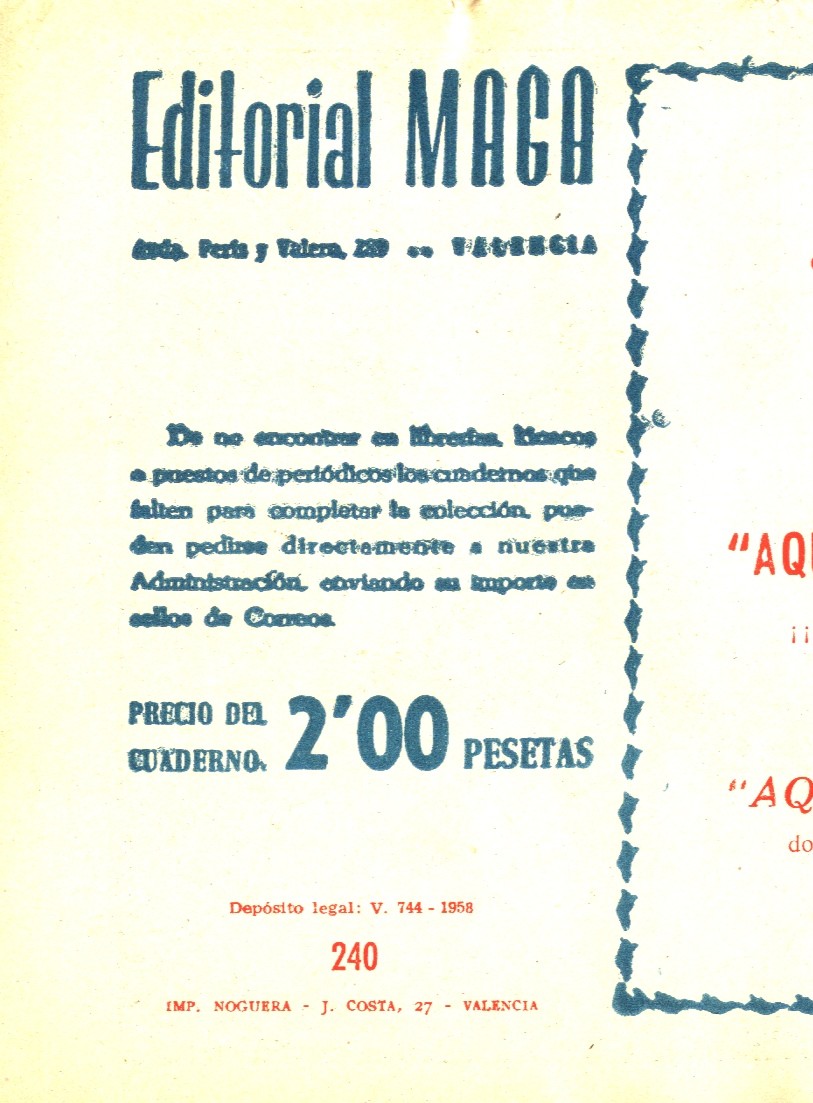 Editorial MAGA
Avda. Peris y Valero, -- VALENCIA
De no encontrar en librerías, kioscos
o puestos de periódicos los cuadernos que
falten para completar la colección, pue-
den pedirse directamente a nuestra
Administración, enviando su importe en
sellos de Correos.
PRECIO DEL
CUADERNO. 2'00 PESETAS
Depósito legal: V. 744 - 1958
240
IMP. NOGUERA - J. COSTA, 27 - VALENCIA
"AQU
¡¡
"AQ
do